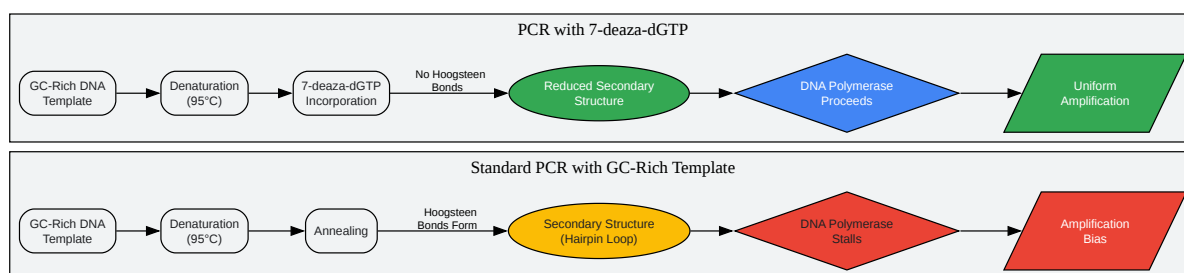 PCR with 7-deaza-dGTP
GC-Rich DNA
Template
Denaturation
(95°C)
7-deaza-dGTP
Incorporation
No Hoogsteen
Bonds
Reduced Secondary
Structure
DNA Polymerase
Proceeds
Uniform
Amplification
Standard PCR with GC-Rich Template
GC-Rich DNA
Template
Denaturation
(95°C)
Annealing
Hoogsteen
Bonds Form
Secondary Structure
(Hairpin Loop)
DNA Polymerase
Stalls
Amplification
Bias